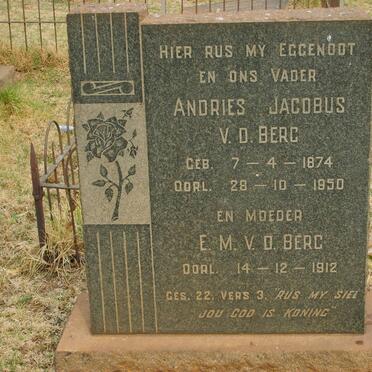 HIER RUS MY EGGENOOT
EN ONS VADER
ANDRIES JACOBUS
V. D. BERG
GEB. 7 – 4 – 1874
OORL. 28 – 10 – 1950
EN MOEDER
E. M. V. D. BERG
OORL. 14 – 12 – 1912
GES. 22, VERS 3, "RUS MY SIEL
JOU GOD IS KONING"